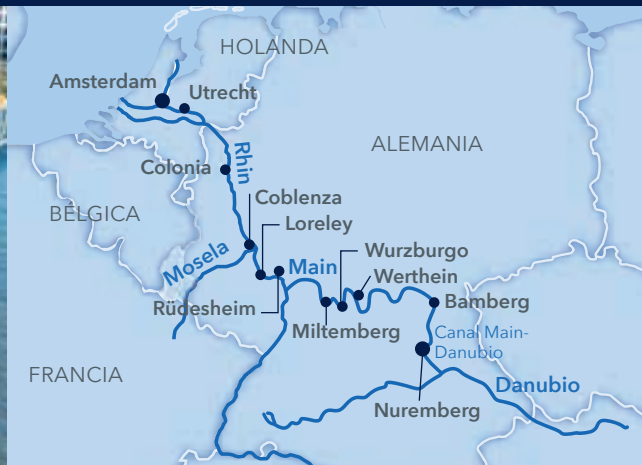 HOLANDA
Amsterdam
Utrecht
Rhin
ALEMANIA
Colonia
Coblenza
BÉLGICA
Loreley
Mosela
Wurzburgo
Main
Werthein
Rüdesheim
Bamberg
Miltemberg
Canal Main-
Danubio
FRANCIA
Danubio
Nuremberg